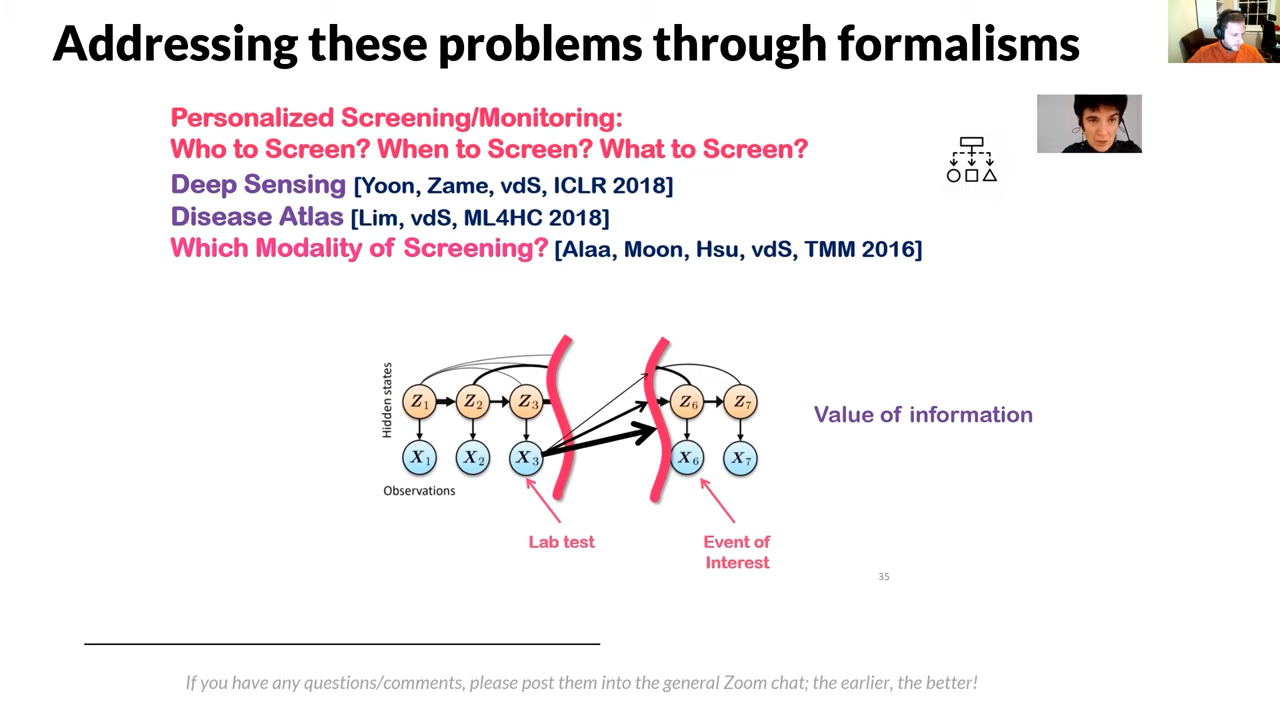 Addressing these problems through formalisms
Personalized Screening/Monitoring:
Who to Screen? When to Screen? What to Screen?
Deep Sensing [Yoon, Zame, vdS, ICLR 2018]
Disease Atlas [Lim, vdS, ML4HC 2018]
Which Modality of Screening? [Alaa, Moon, Hsu, vdS, TMM 2016]
Hidden states
Z1 Z2 Z3 Z6 Z7
Value of information
X1 X2 X3 X6 X7
Observations
Lab test
Event of
Interest
35
If you have any questions/comments, please post them into the general Zoom chat; the earlier, the better!